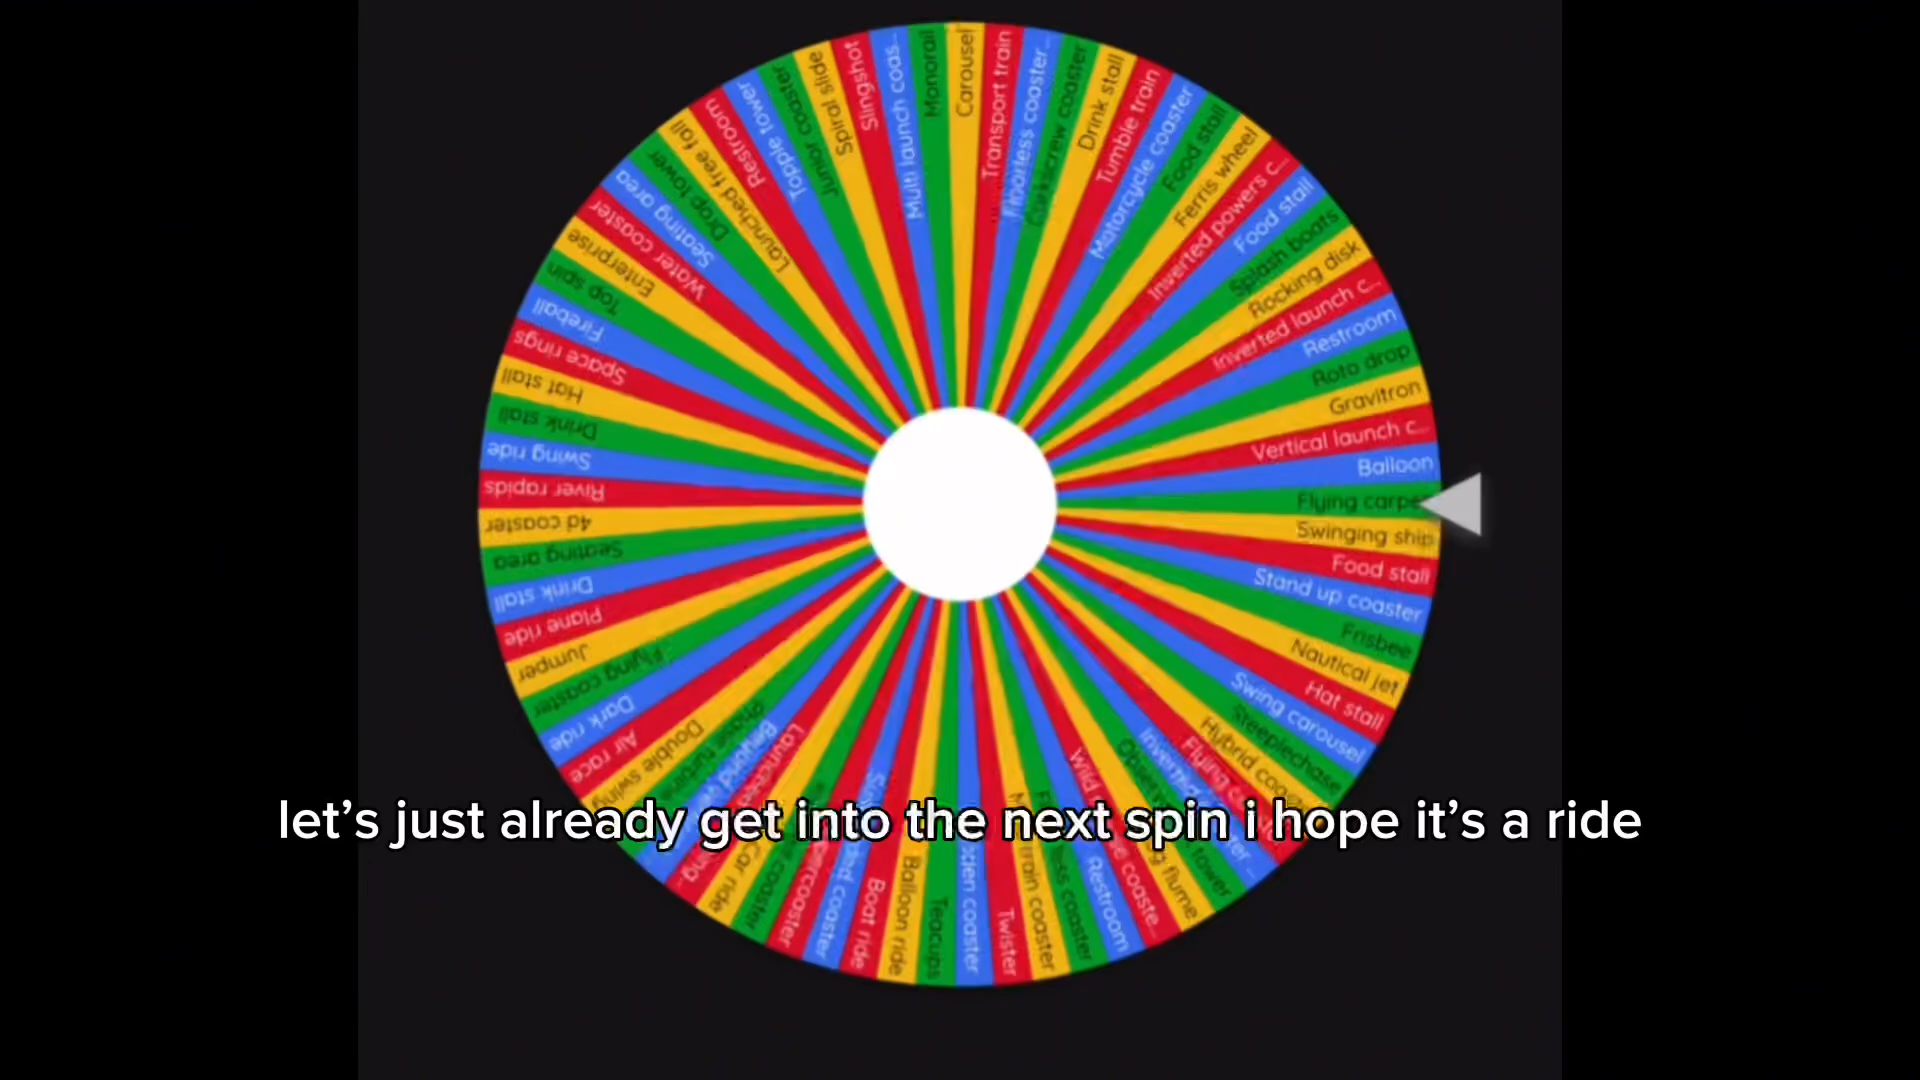 Carousel
Transport train
Corkscrew coaster
Drink stall
Tumble train
Motorcycle coaster
Food stall
Ferris wheel
Inverted powers c...
Food stall
Splash boats
Rocking disk
Inverted launch c...
Restroom
Roto drop
Gravitron
Vertical launch c...
Balloon
Flying carpet
Swinging ship
Food stall
Stand up coaster
Frisbee
Nautical jet
Hat stall
Swing carousel
Steeplechase
Restroom
Twister
Teacups
Balloon ride
Boat ride
Car ride
Double swing
Air race
Dark ride
Flying coaster
Jumper
Plane ride
Drink stall
Seating area
4d coaster
River rapids
Swing ride
Drink stall
Hat stall
Space rings
Fireball
Top spin
Enterprise
Water coaster
Seating area
Drop tower
Launched free fall
Restroom
Topple tower
Junior coaster
Spiral slide
Slingshot
Multi launch coas...
Monorail
let’s just already get into the next spin i hope it’s a ride